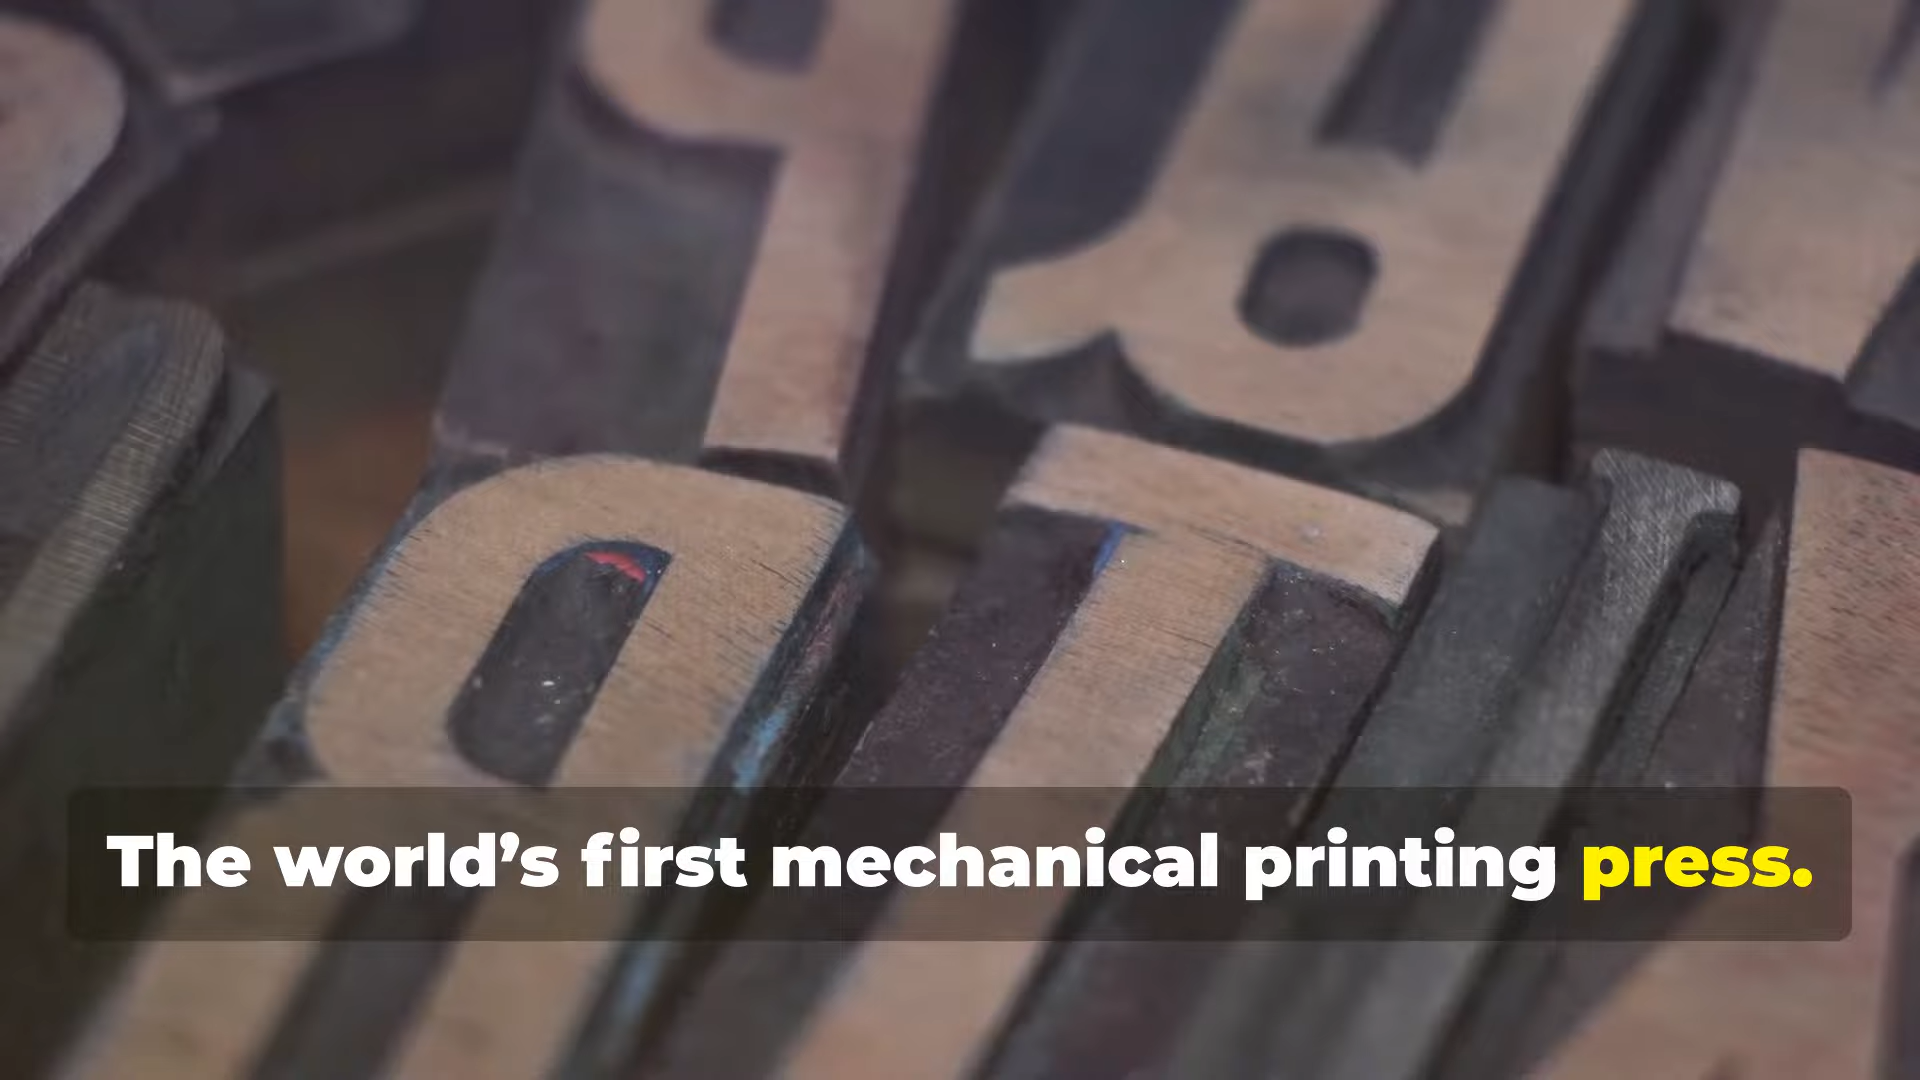 The world’s first mechanical printing press.